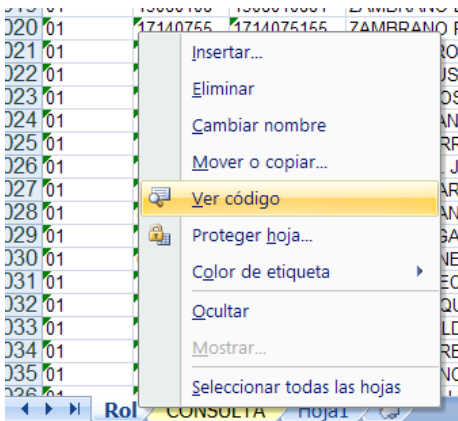 020 01 17140755 1714075155 ZAMBRANO
021 01 Insertar...
022 01
023 01 Eliminar
024 01 Cambiar nombre
025 01
026 01 Mover o copiar...
027 01 Ver código
028 01
029 01 Proteger hoja...
030 01
031 01 Color de etiqueta
032 01 Ocultar
033 01
034 01 Mostrar...
035 01
Seleccionar todas las hojas
Rol CONSULTA Hoja1